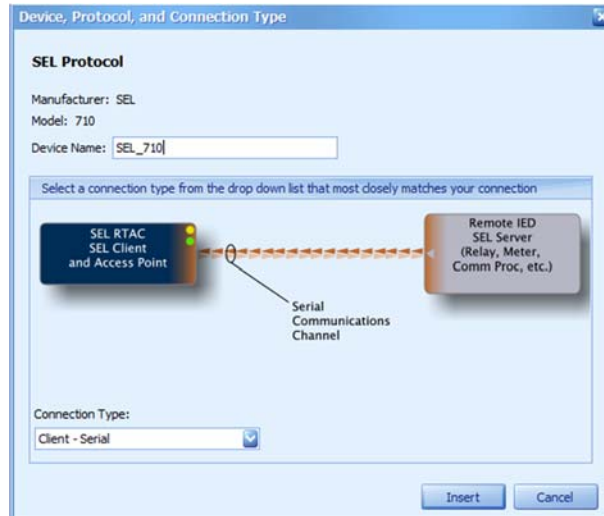 Device, Protocol, and Connection Type
SEL Protocol
Manufacturer: SEL
Model: 710
Device Name: SEL_710
Select a connection type from the drop down list that most closely matches your connection
SEL RTAC
SEL Client
and Access Point
Remote IED
SEL Server
(Relay, Meter,
Comm Proc, etc.)
Serial
Communications
Channel
Connection Type:
Client - Serial
Insert
Cancel